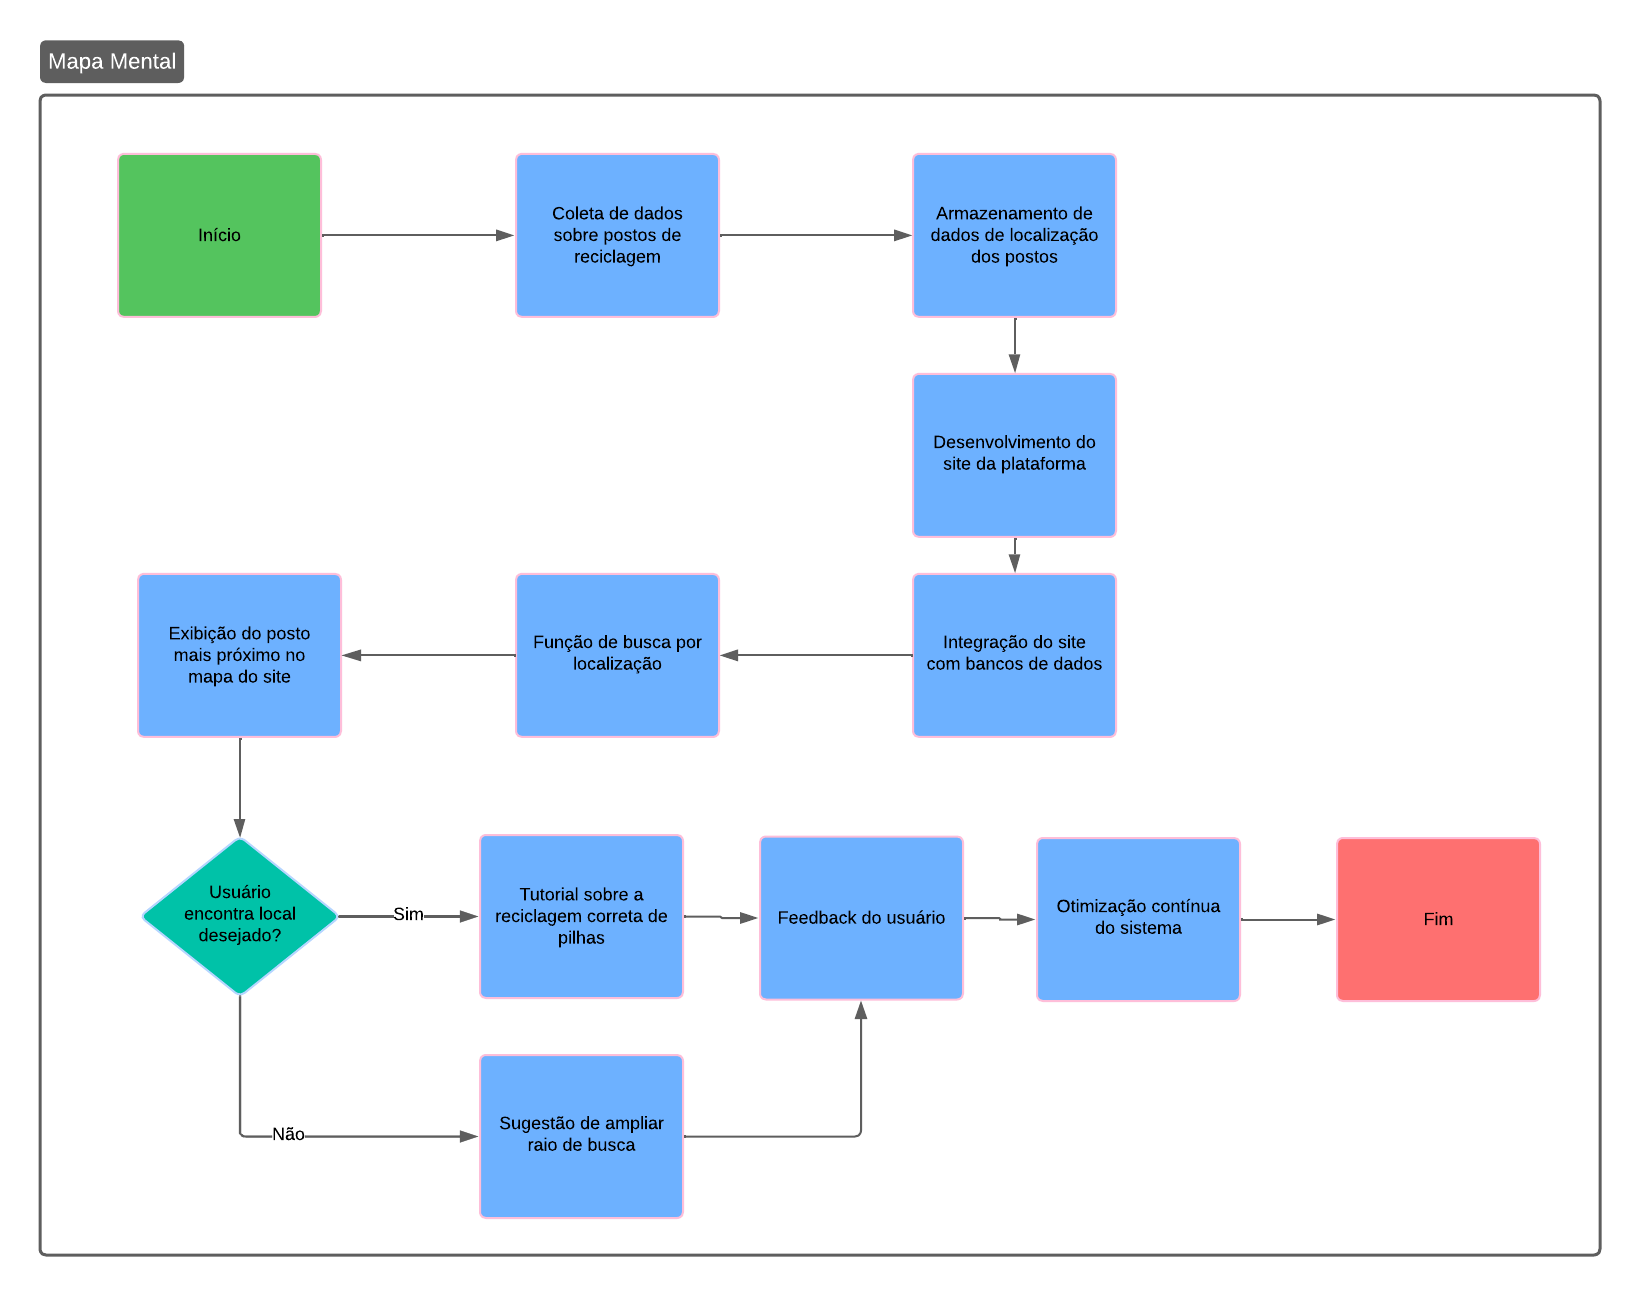 Mapa Mental
Início
Coleta de dados
sobre postos de
reciclagem
Armazenamento de
dados de localização
dos postos
Desenvolvimento do
site da plataforma
Integração do site
com bancos de dados
Função de busca por
localização
Exibição do posto
mais próximo no
mapa do site
Usuário
encontra local
desejado?
Sim
Tutorial sobre a
reciclagem correta de
pilhas
Feedback do usuário
Otimização contínua
do sistema
Fim
Não
Sugestão de ampliar
raio de busca